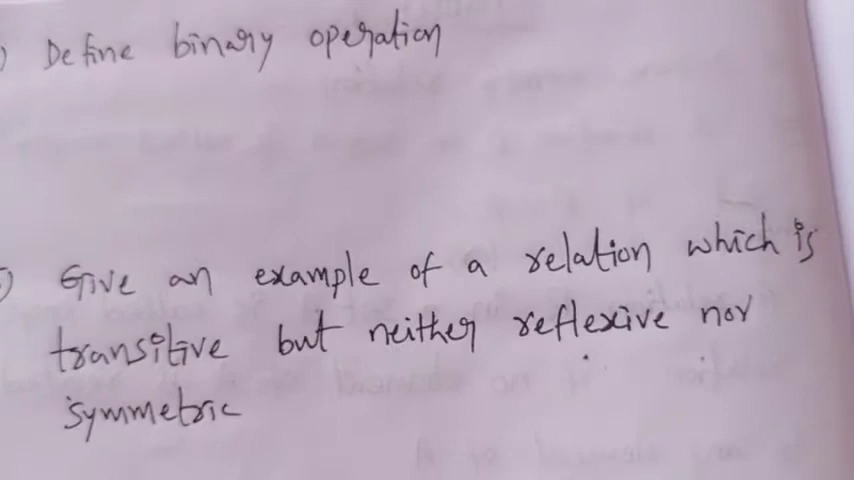 ) Define binary operation
) Give an example of a relation which is
transitive but neither reflexive nor
symmetric